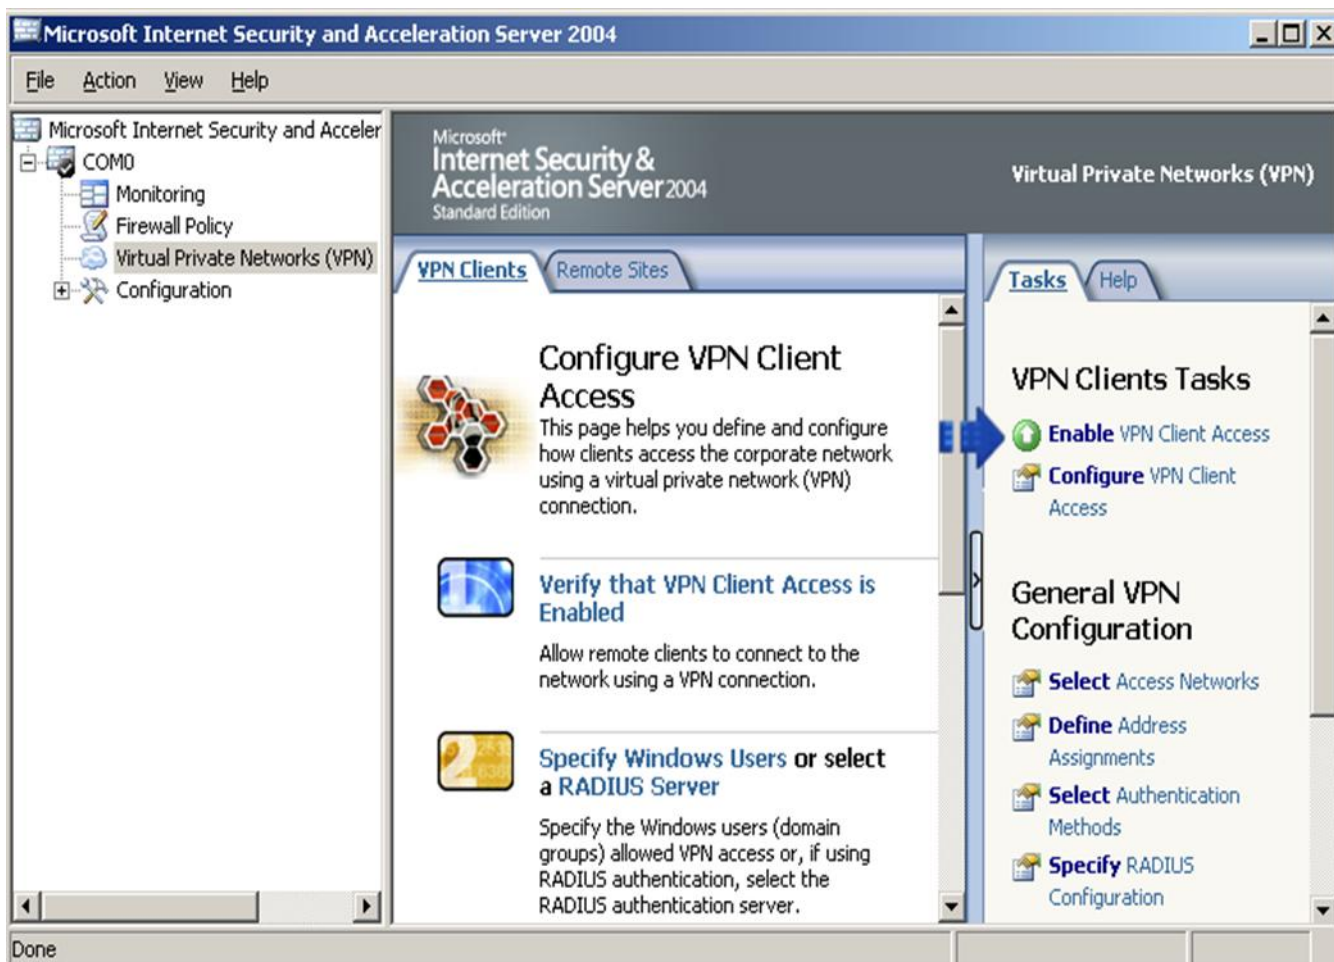 Microsoft Internet Security and Acceleration Server 2004
File Action View Help
Microsoft Internet Security and Acceler
COM0
Monitoring
Firewall Policy
Virtual Private Networks (VPN)
Configuration
Microsoft
Internet Security &
Acceleration Server 2004
Standard Edition
Virtual Private Networks (VPN)
VPN Clients
Remote Sites
Configure VPN Client
Access
This page helps you define and configure
how clients access the corporate network
using a virtual private network (VPN)
connection.
Verify that VPN Client Access is
Enabled
Allow remote clients to connect to the
network using a VPN connection.
2
Specify Windows Users or select
a RADIUS Server
Specify the Windows users (domain
groups) allowed VPN access or, if using
RADIUS authentication, select the
RADIUS authentication server.
Tasks
Help
VPN Clients Tasks
Enable VPN Client Access
Configure VPN Client
Access
General VPN
Configuration
Select Access Networks
Define Address
Assignments
Select Authentication
Methods
Specify RADIUS
Configuration
Done